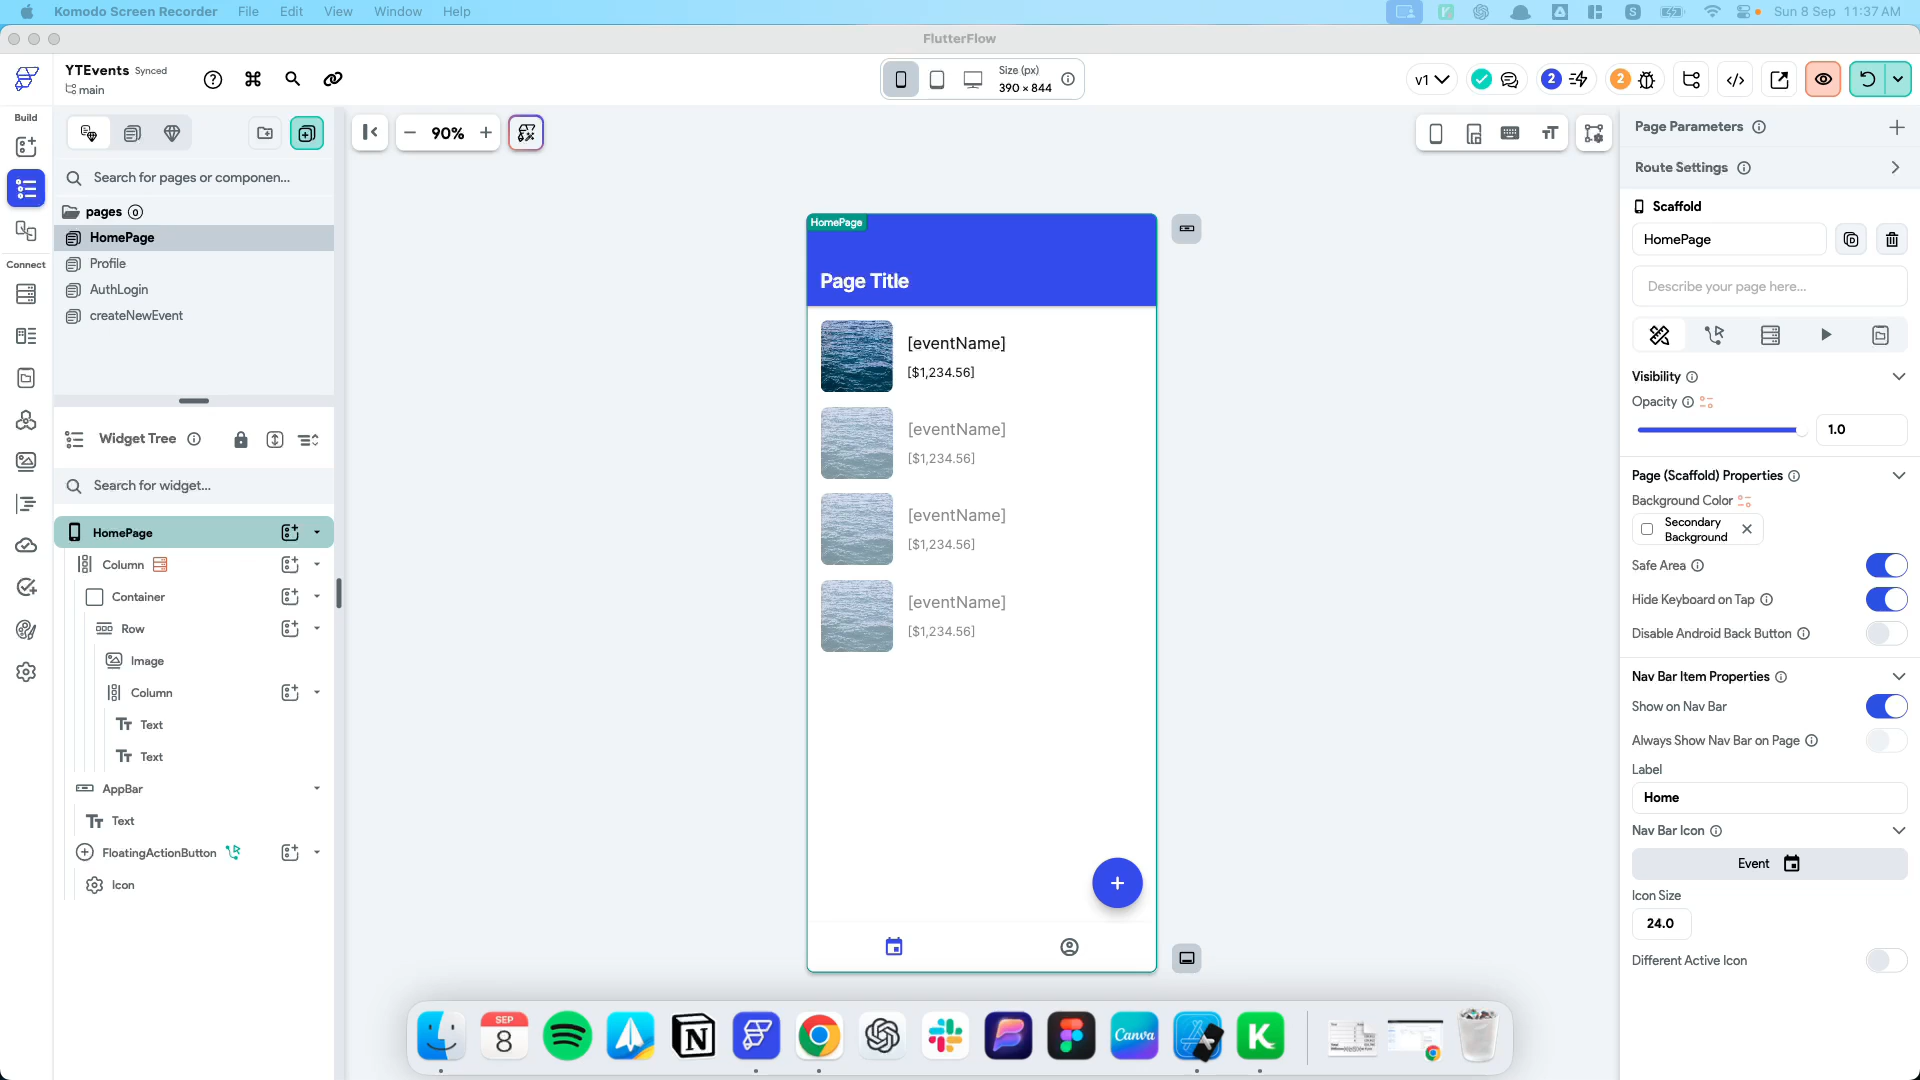 Komodo Screen Recorder File Edit View Window Help Sun 8 Sep 11:37 AM
FlutterFlow
YTEvents Synced
main
Size (px)
390 × 844
v1
2
2
Build
Connect
90%
Search for pages or componen...
pages 0
HomePage
Profile
AuthLogin
createNewEvent
Widget Tree
Search for widget...
HomePage
Column
Container
Row
Image
Column
Text
Text
AppBar
Text
FloatingActionButton
Icon
HomePage
Page Title
[eventName]
[$1,234.56]
[eventName]
[$1,234.56]
[eventName]
[$1,234.56]
[eventName]
[$1,234.56]
Page Parameters
Route Settings
Scaffold
HomePage
Describe your page here...
Visibility
Opacity
1.0
Page (Scaffold) Properties
Background Color
Secondary
Background
Safe Area
Hide Keyboard on Tap
Disable Android Back Button
Nav Bar Item Properties
Show on Nav Bar
Always Show Nav Bar on Page
Label
Home
Nav Bar Icon
Event
Icon Size
24.0
Different Active Icon
SEP
8
Canva